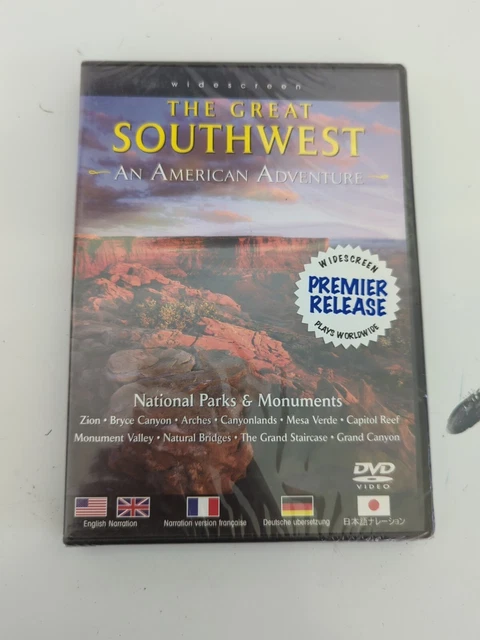 widescreen
THE GREAT
SOUTHWEST
AN AMERICAN ADVENTURE
WIDESCREEN
PREMIER
RELEASE
PLAYS WORLDWIDE
National Parks & Monuments
Zion • Bryce Canyon • Arches • Canyonlands • Mesa Verde • Capitol Reef
Monument Valley • Natural Bridges • The Grand Staircase • Grand Canyon
DVD
VIDEO
English Narration
Narration version française
Deutsche übersetzung
日本語ナレーション